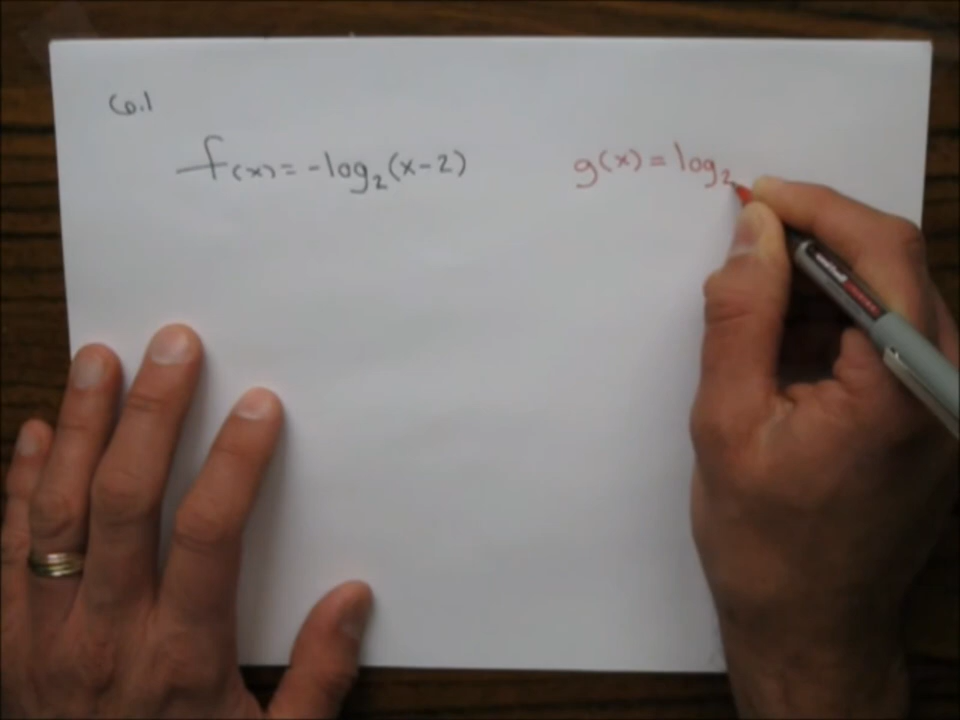 6.1
f(x) = -log₂(x-2) g(x) = log₂